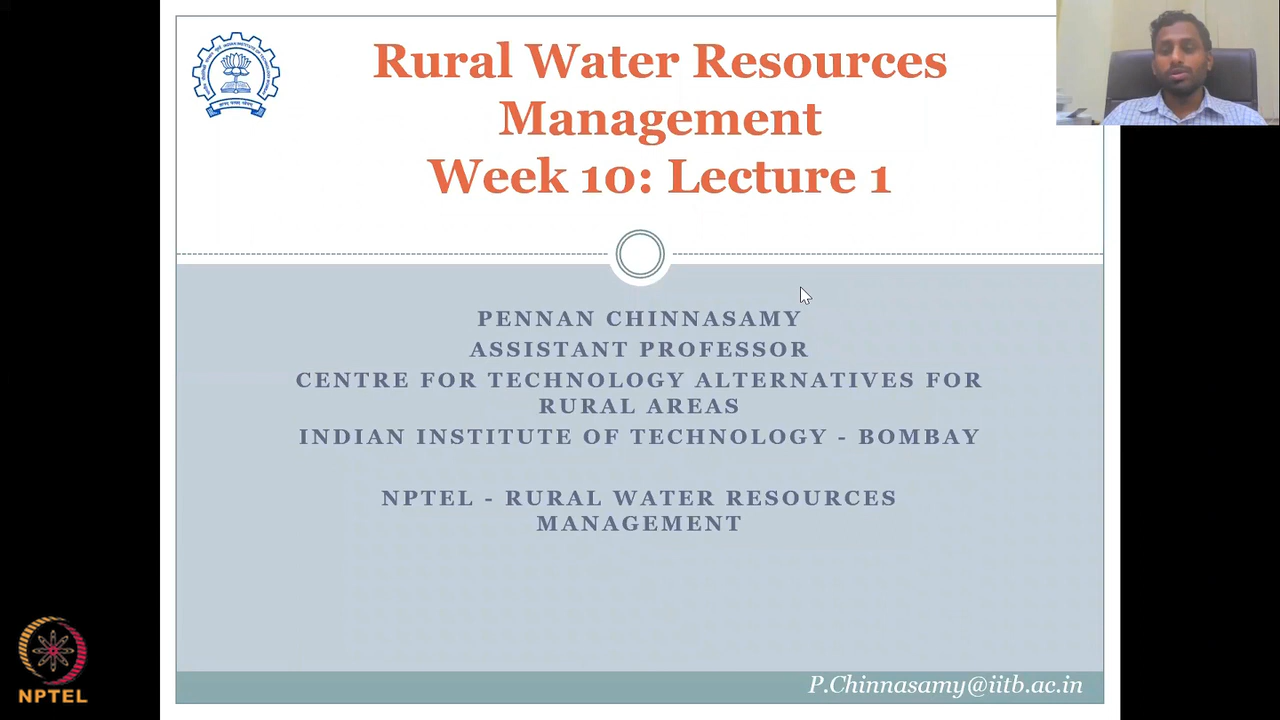 Rural Water Resources
Management
Week 10: Lecture 1
PENNAN CHINNASAMY
ASSISTANT PROFESSOR
CENTRE FOR TECHNOLOGY ALTERNATIVES FOR
RURAL AREAS
INDIAN INSTITUTE OF TECHNOLOGY - BOMBAY
NPTEL - RURAL WATER RESOURCES
MANAGEMENT
P.Chinnasamy@iitb.ac.in
NPTEL